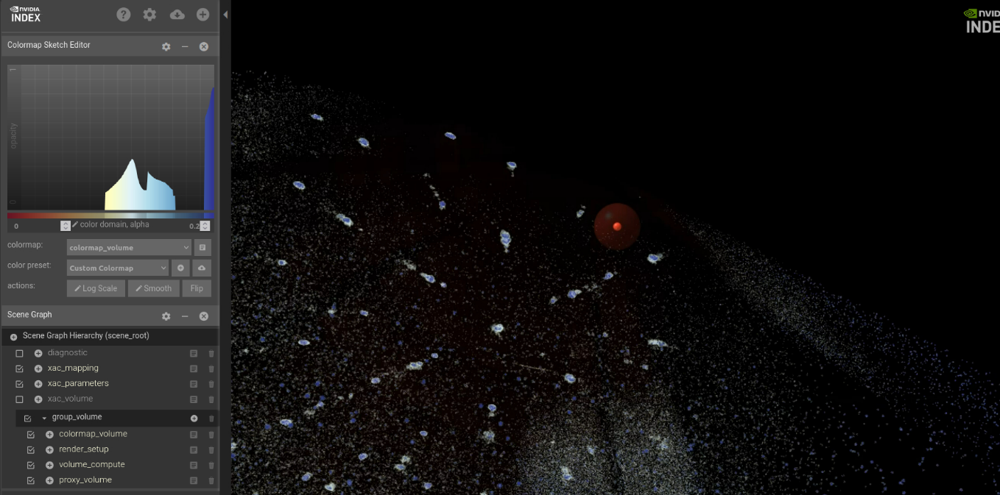 NVIDIA
INDEX
?
Colormap Sketch Editor
1
opacity
0
0
color domain, alpha
0.2
colormap:
colormap_volume
color preset:
Custom Colormap
actions:
Log Scale
Smooth
Flip
Scene Graph
Scene Graph Hierarchy (scene_root)
diagnostic
xac_mapping
xac_parameters
xac_volume
group_volume
colormap_volume
render_setup
volume_compute
proxy_volume
NVID
INDE